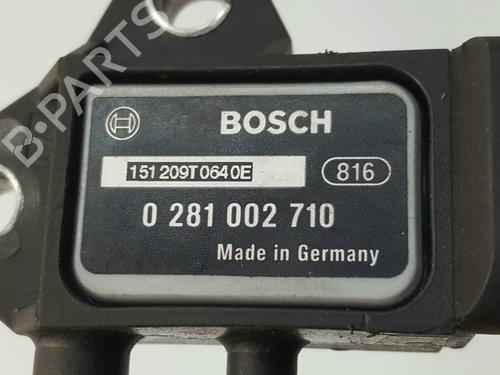 BOSCH
151209T0640E
816
0 281 002 710
Made in Germany
B-PARTS